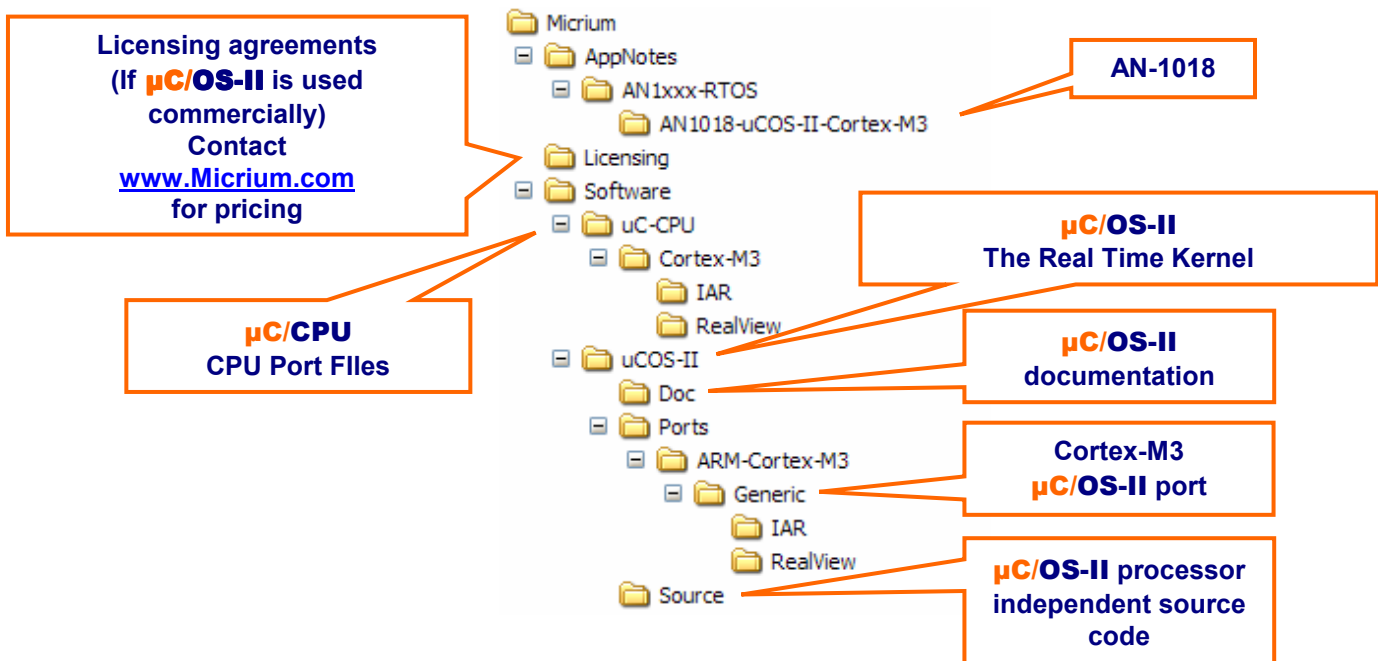 Licensing agreements
(If µC/OS-II is used
commercially)
Contact
www.Micrium.com
for pricing
Micrium
AppNotes
AN1xxx-RTOS
AN1018-uCOS-II-Cortex-M3
Licensing
Software
uC-CPU
Cortex-M3
IAR
RealView
uCOS-II
Doc
Ports
ARM-Cortex-M3
Generic
IAR
RealView
Source
AN-1018
µC/OS-II
The Real Time Kernel
µC/CPU
CPU Port FIles
µC/OS-II
documentation
Cortex-M3
µC/OS-II port
µC/OS-II processor
independent source
code